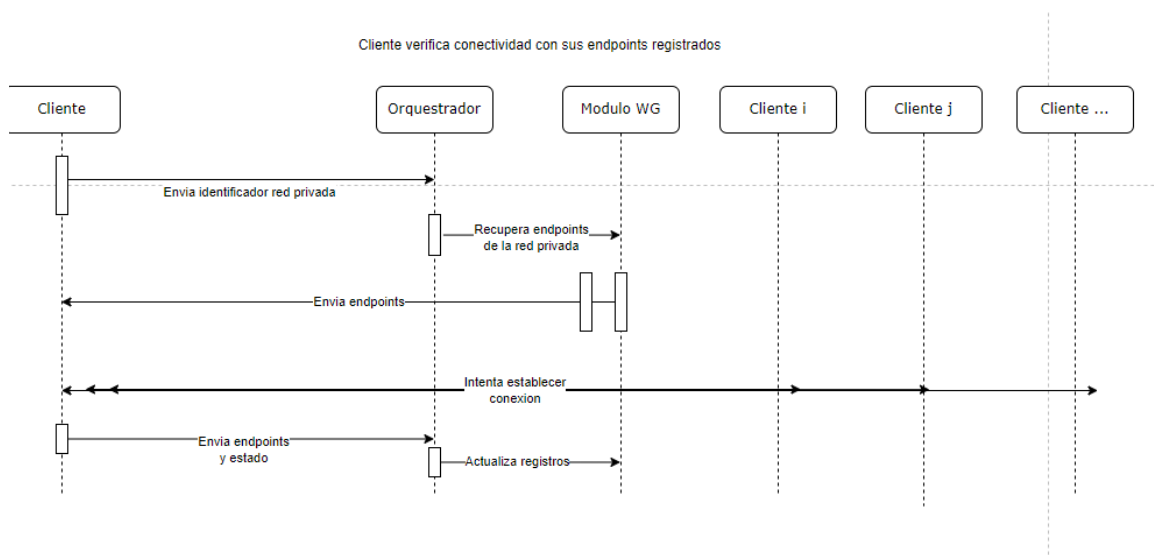 Cliente verifica conectividad con sus endpoints registrados
Cliente
Orquestrador
Modulo WG
Cliente i
Cliente j
Cliente ...
Envia identificador red privada
Recupera endpoints
de la red privada
Envia endpoints
Intenta establecer
conexion
Envia endpoints
y estado
Actualiza registros